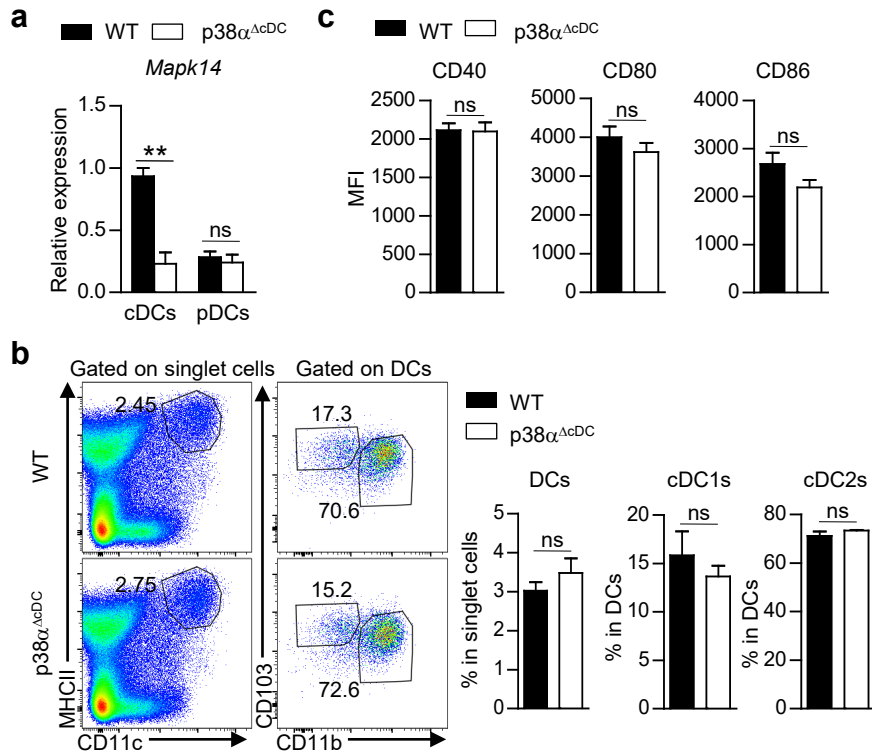 a
WT p38α^ΔcDC
Mapk14
Relative expression
1.5
1.0
0.5
0.0
**
ns
cDCs pDCs
c
WT p38α^ΔcDC
CD40
MFI
2500
2000
1500
1000
500
0
ns
CD80
5000
4000
3000
2000
1000
0
ns
CD86
4000
3000
2000
1000
0
ns
b
Gated on singlet cells
Gated on DCs
WT
2.45
17.3
70.6
p38α^ΔcDC
2.75
15.2
72.6
MHCII
CD11c
CD103
CD11b
WT
p38α^ΔcDC
DCs
% in singlet cells
5
4
3
2
1
0
ns
cDC1s
% in DCs
20
15
10
5
0
ns
cDC2s
% in DCs
80
60
40
20
0
ns